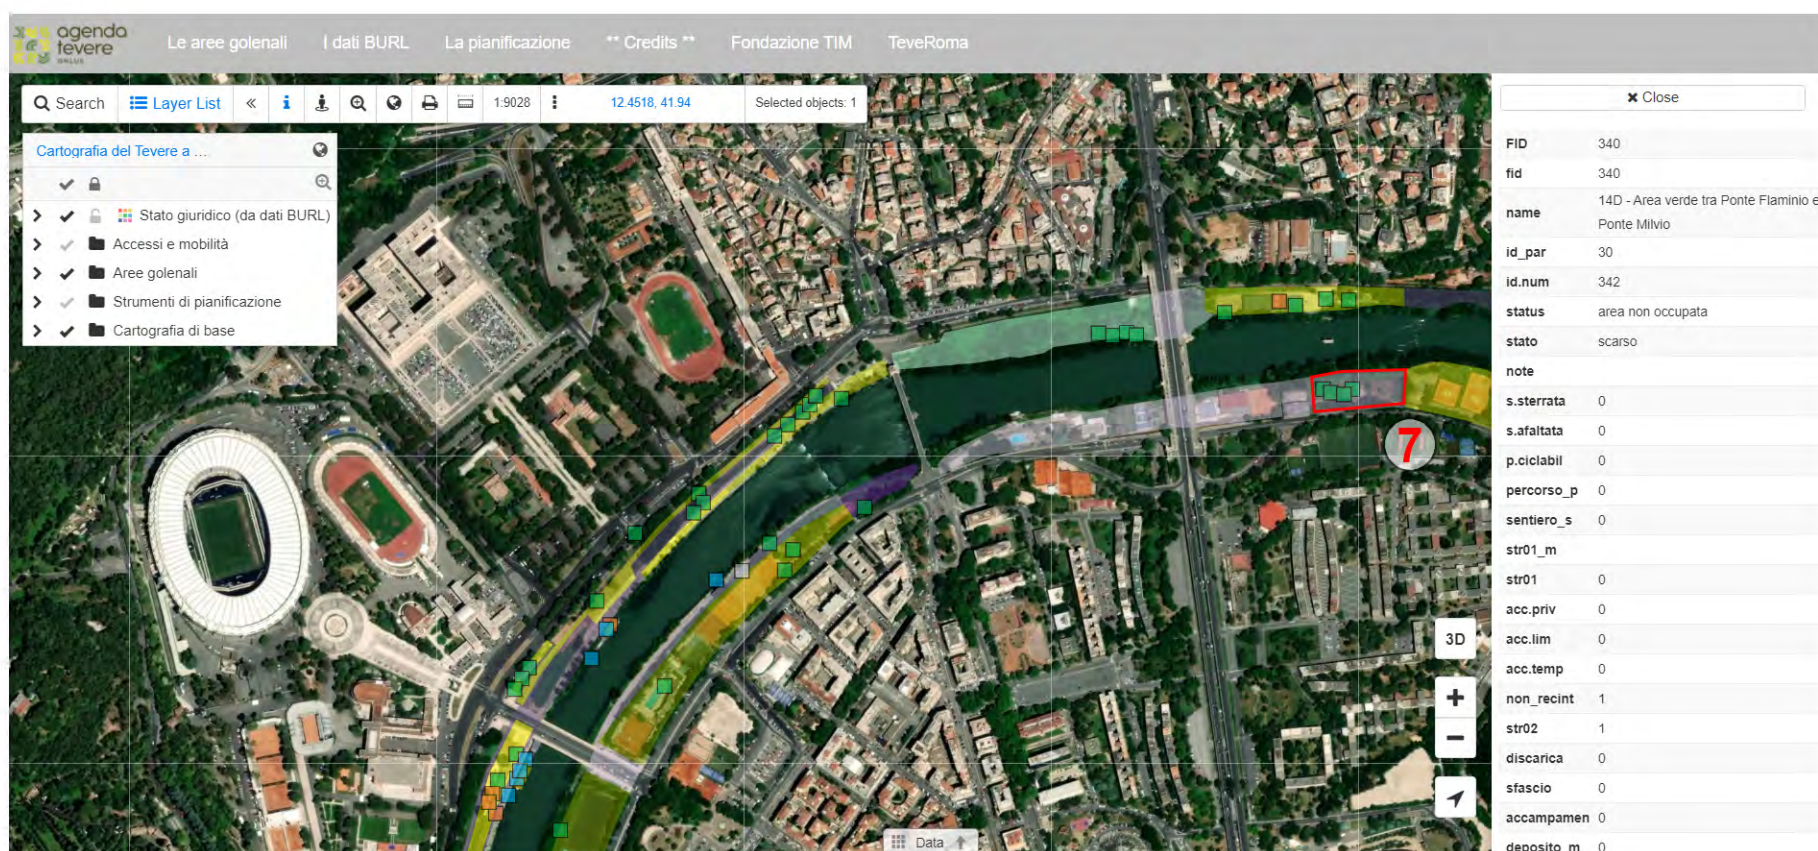 agenda
tevere
ONLUS
Le aree golenali
I dati BURL
La pianificazione
** Credits **
Fondazione TIM
TeveRoma
Search
Layer List
«
i
1:9028
12.4518, 41.94
Selected objects: 1
Cartografia del Tevere a ...
Stato giuridico (da dati BURL)
Accessi e mobilità
Aree golenali
Strumenti di pianificazione
Cartografia di base
7
3D
+
−
Data
Close
FID 340
fid 340
name 14D - Area verde tra Ponte Flaminio e
Ponte Milvio
id_par 30
id.num 342
status area non occupata
stato scarso
note
s.sterrata 0
s.afaltata 0
p.ciclabil 0
percorso_p 0
sentiero_s 0
str01_m
str01 0
acc.priv 0
acc.lim 0
acc.temp 0
non_recint 1
str02 1
discarica 0
sfascio 0
accampamen 0
deposito_m 0